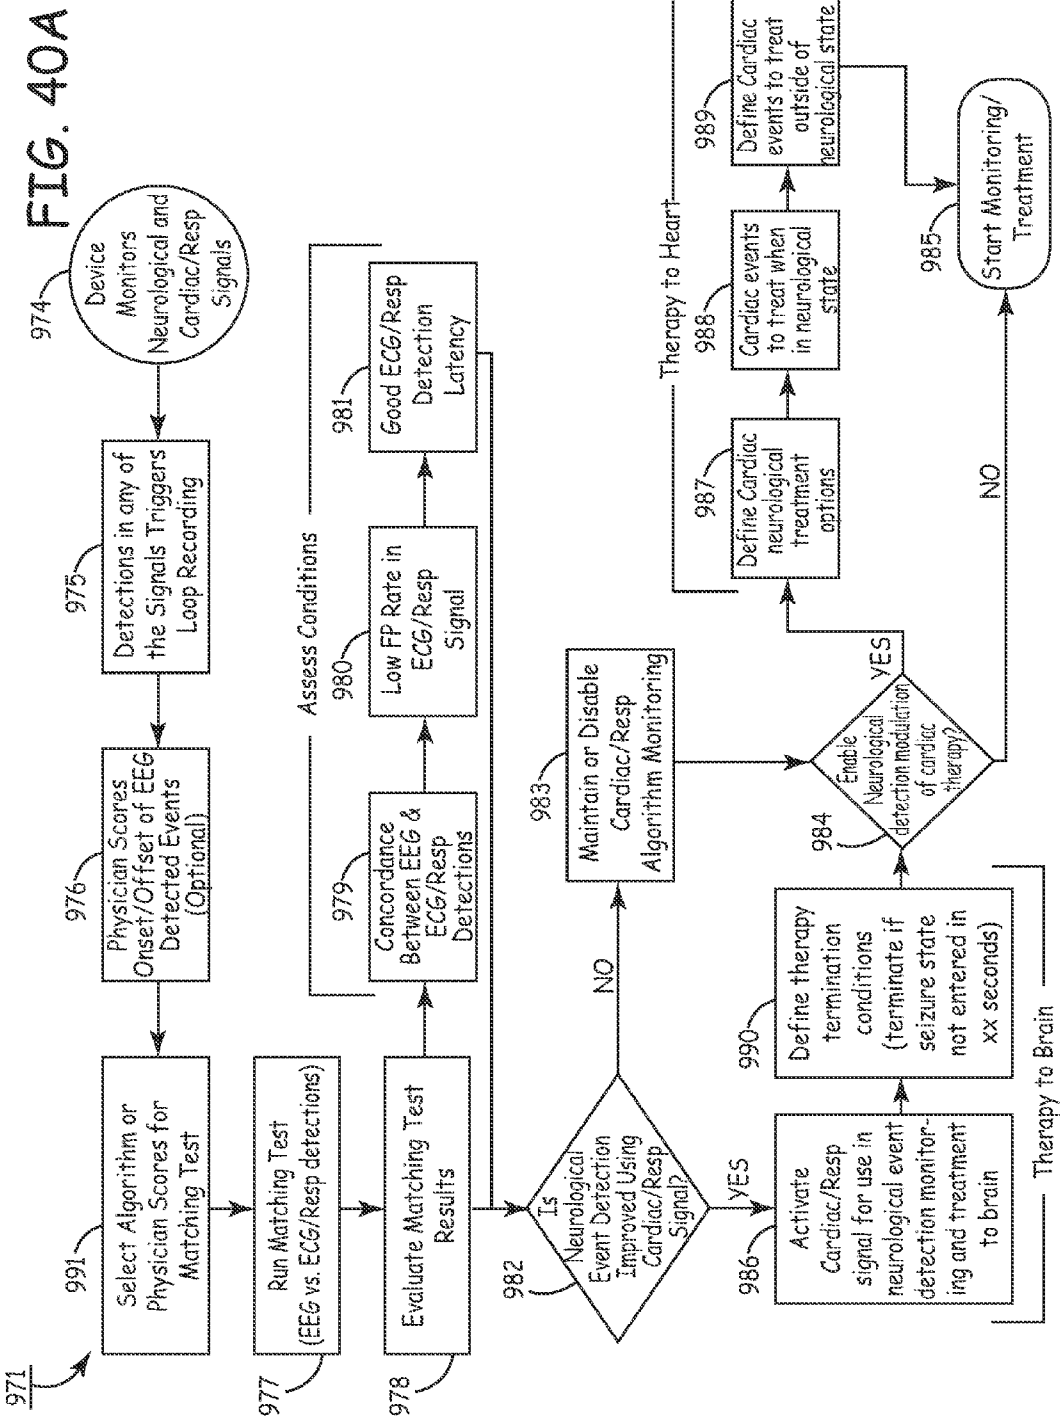 FIG. 40A
971
974
Device
Monitors
Neurological and
Cardiac/Resp
Signals
975
Detections in any of
the Signals Triggers
Loop Recording
976
Physician Scores
Onset/Offset of EEG
Detected Events
(Optional)
991
Select Algorithm or
Physician Scores for
Matching Test
977
Run Matching Test
(EEG vs. ECG/Resp detections)
978
Evaluate Matching Test
Results
Assess Conditions
979
Concordance
Between EEG &
ECG/Resp
Detections
980
Low FP Rate in
ECG/Resp
Signal
981
Good ECG/Resp
Detection
Latency
982
Is
Neurological
Event Detection
Improved Using
Cardiac/Resp
Signal?
NO
YES
983
Maintain or Disable
Cardiac/Resp
Algorithm Monitoring
986
Activate
Cardiac/Resp
signal for use in
neurological event
detection monitor-
ing and treatment
to brain
990
Define therapy
termination
conditions
(terminate if
seizure state
not entered in
xx seconds)
Therapy to Brain
984
Enable
Neurological
detection modulation
of cardiac
therapy?
YES
NO
Therapy to Heart
987
Define Cardiac
neurological
treatment
options
988
Cardiac events
to treat when
in neurological
state
989
Define Cardiac
events to treat
outside of
neurological state
985
Start Monitoring/
Treatment